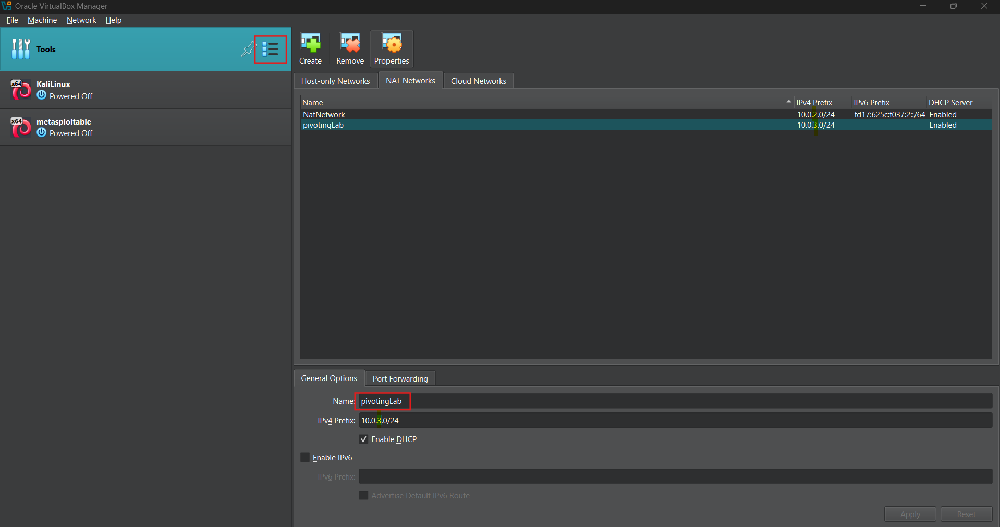 Oracle VirtualBox Manager
File Machine Network Help
Tools
x64 KaliLinux
Powered Off
x64 metasploitable
Powered Off
Create Remove Properties
Host-only Networks NAT Networks Cloud Networks
Name IPv4 Prefix IPv6 Prefix DHCP Server
NatNetwork 10.0.2.0/24 fd17:625c:f037:2::/64 Enabled
pivotingLab 10.0.3.0/24 Enabled
General Options Port Forwarding
Name: pivotingLab
IPv4 Prefix: 10.0.3.0/24
Enable DHCP
Enable IPv6
IPv6 Prefix:
Advertise Default IPv6 Route
Apply Reset